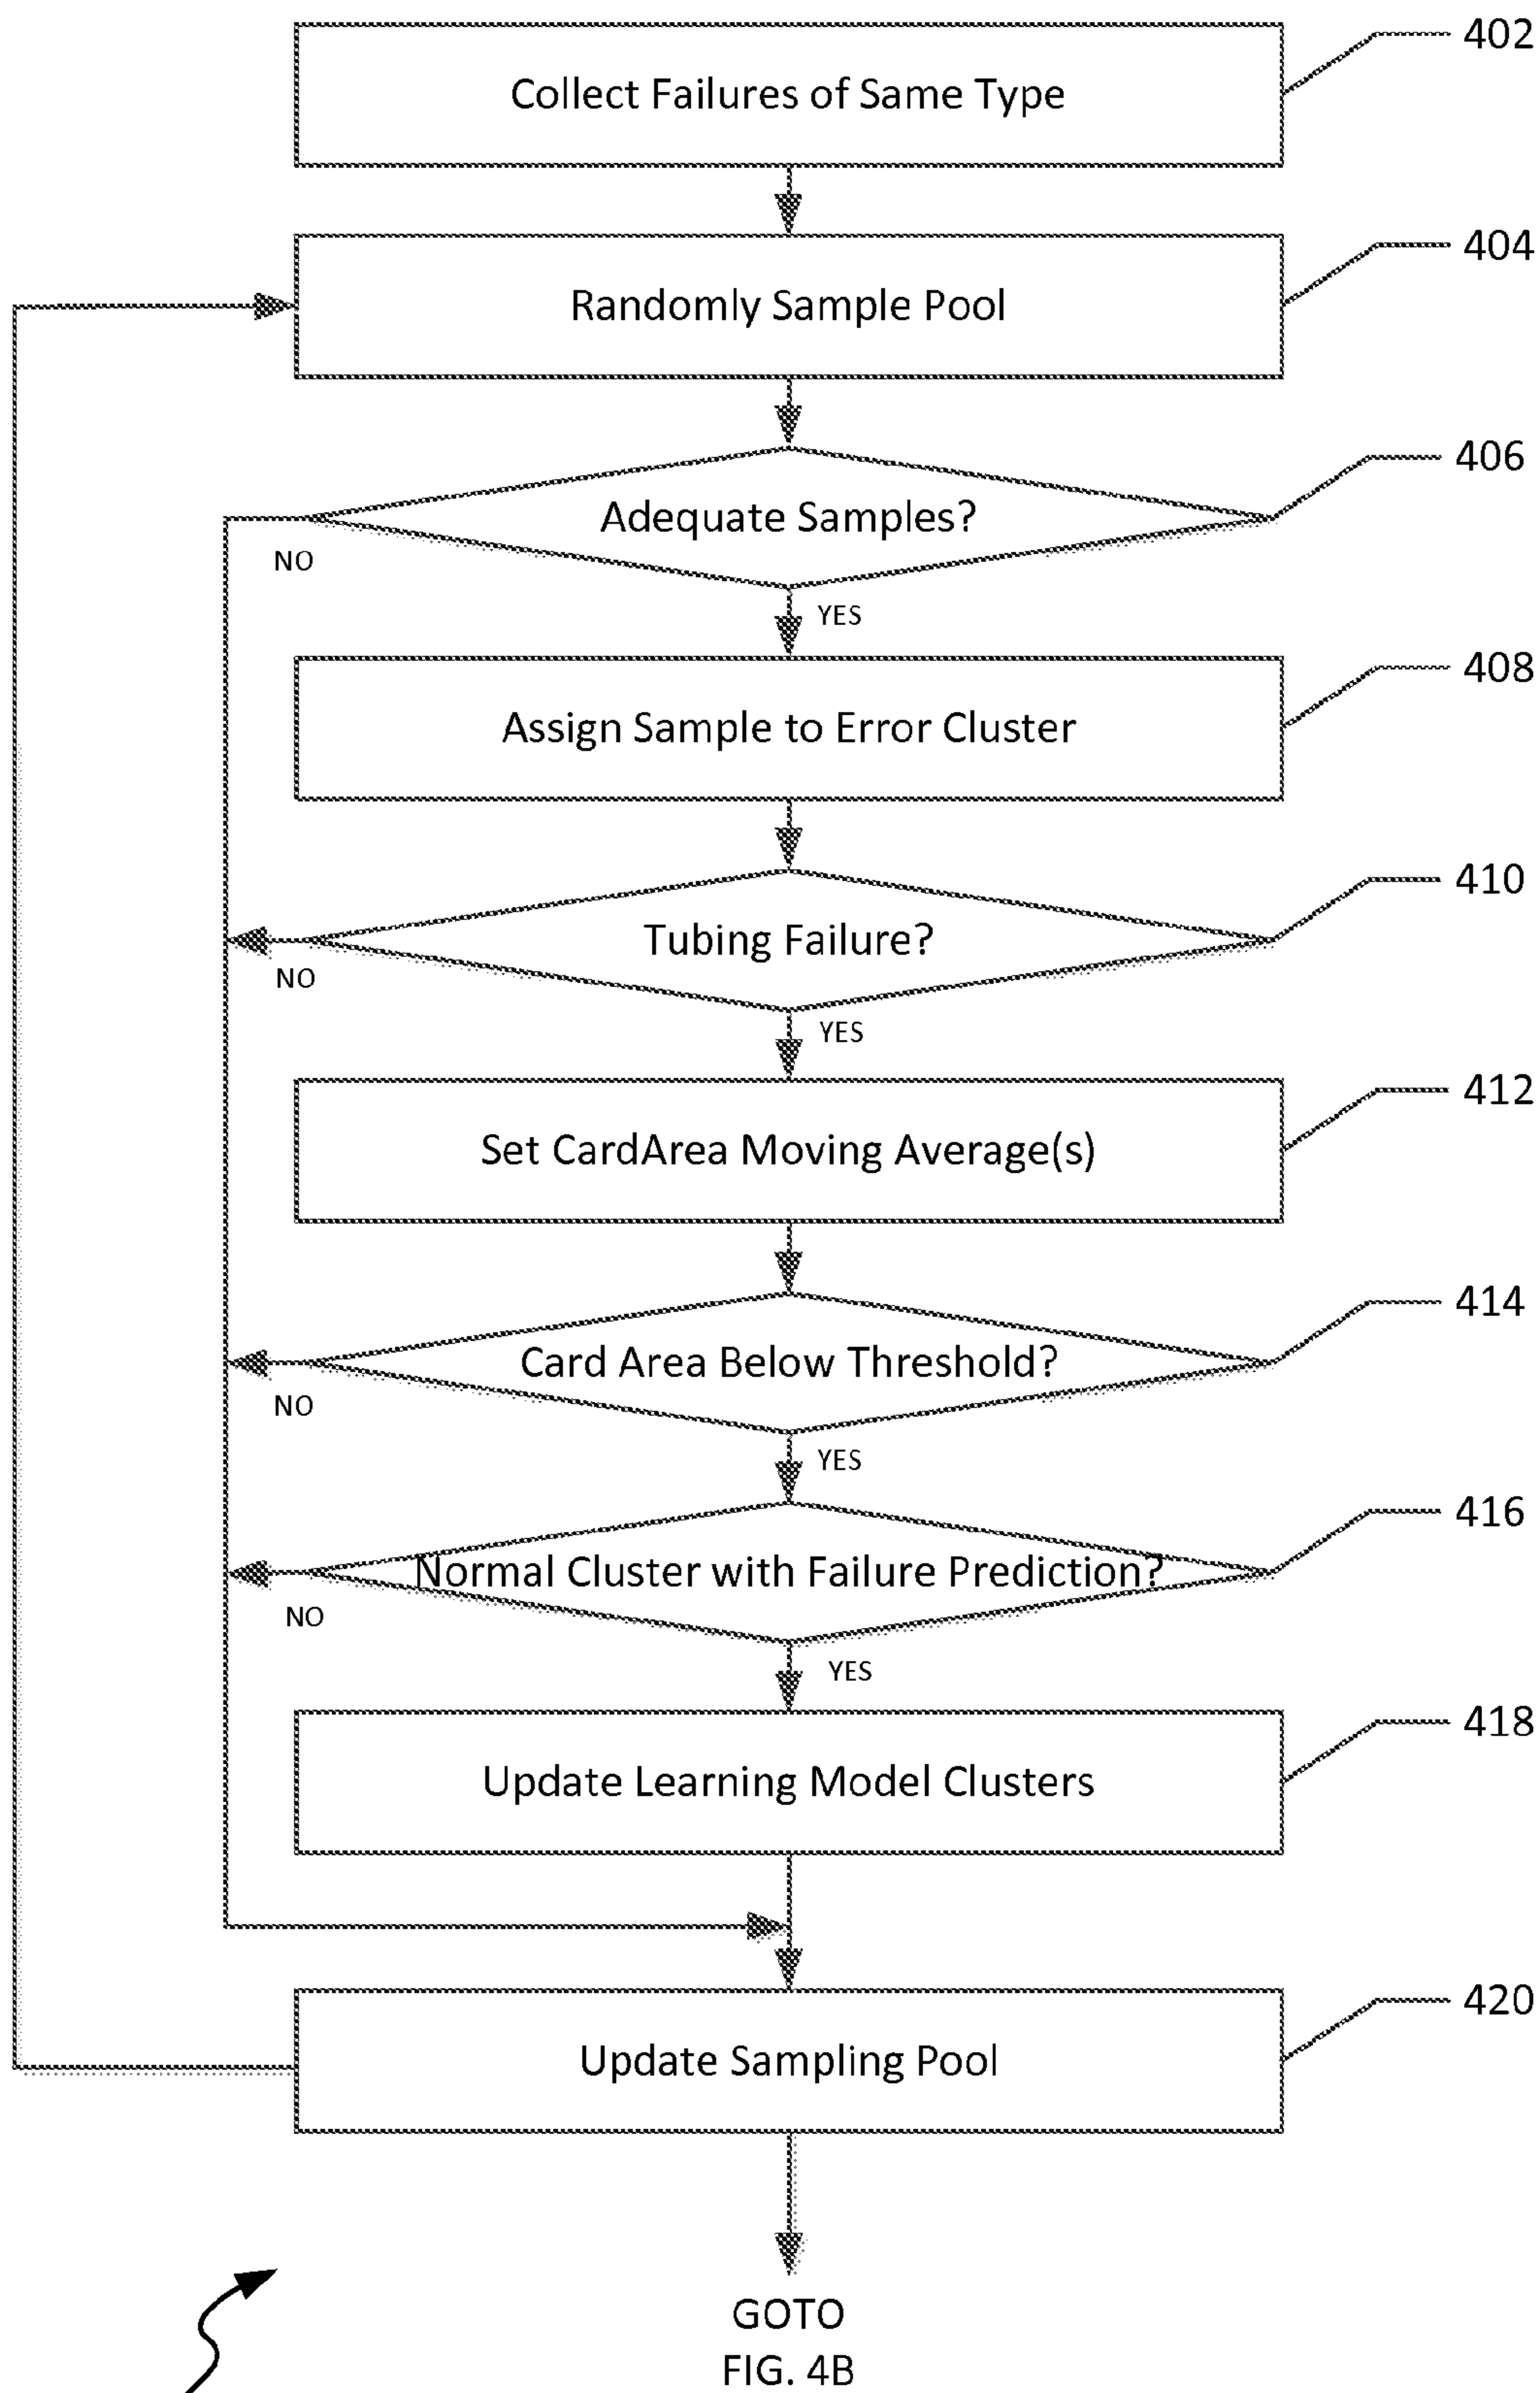 402
Collect Failures of Same Type
404
Randomly Sample Pool
406
Adequate Samples?
NO
YES
408
Assign Sample to Error Cluster
410
Tubing Failure?
NO
YES
412
Set CardArea Moving Average(s)
414
Card Area Below Threshold?
NO
YES
416
Normal Cluster with Failure Prediction?
NO
YES
418
Update Learning Model Clusters
420
Update Sampling Pool
GOTO
FIG. 4B